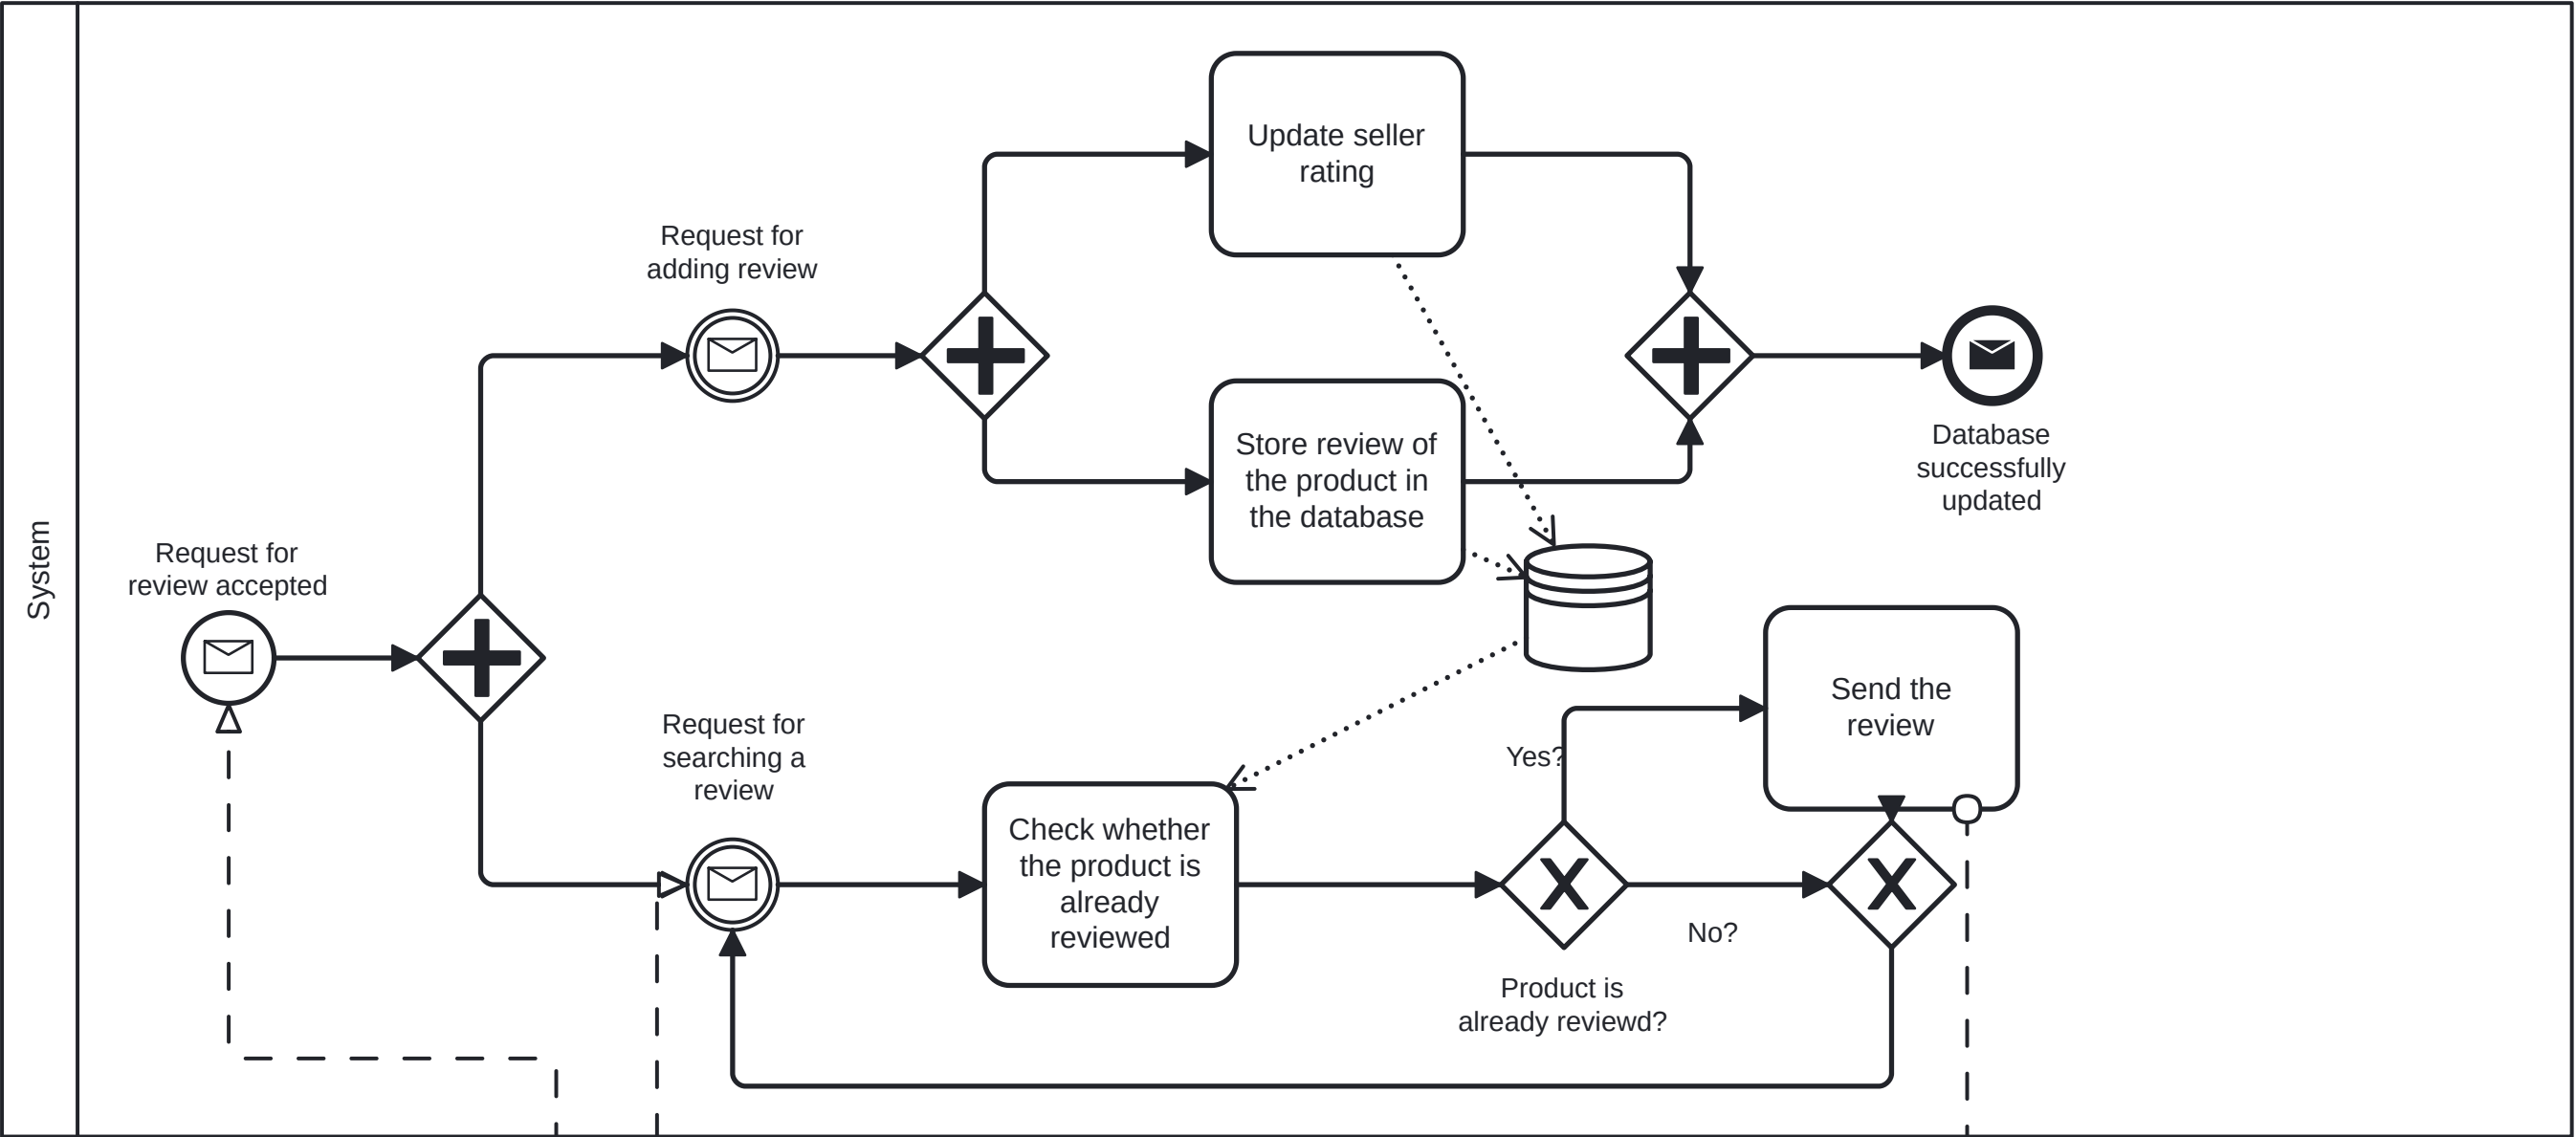 System
Request for
review accepted
Request for
adding review
Update seller
rating
Store review of
the product in
the database
Database
successfully
updated
Request for
searching a
review
Check whether
the product is
already
reviewed
Yes?
No?
Product is
already reviewd?
Send the
review